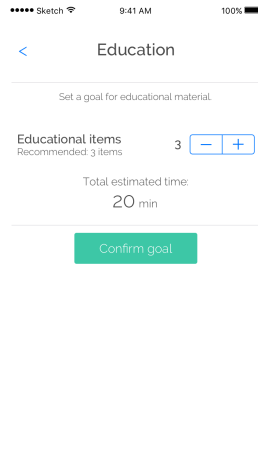 Sketch 9:41 AM 100%
< Education
Set a goal for educational material.
Educational items
Recommended: 3 items
3 − +
Total estimated time:
20 min
Confirm goal